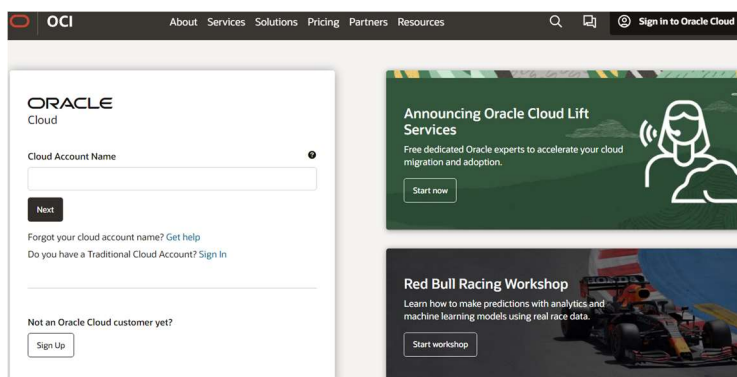 OCI
About Services Solutions Pricing Partners Resources
Sign in to Oracle Cloud
ORACLE
Cloud
Cloud Account Name
Next
Forgot your cloud account name? Get help
Do you have a Traditional Cloud Account? Sign In
Not an Oracle Cloud customer yet?
Sign Up
Announcing Oracle Cloud Lift
Services
Free dedicated Oracle experts to accelerate your cloud
migration and adoption.
Start now
Red Bull Racing Workshop
Learn how to make predictions with analytics and
machine learning models using real race data.
Start workshop